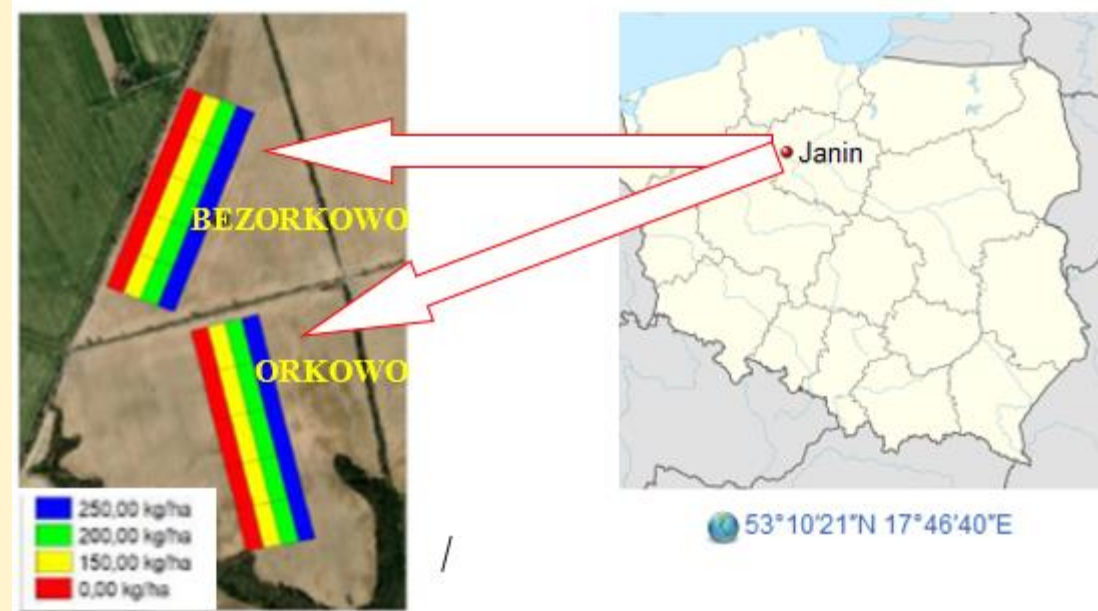 BEZORKOWO
ORKOWO
250,00 kg/ha
200,00 kg/ha
150,00 kg/ha
0,00 kg/ha
/
Janin
53°10′21″N 17°46′40″E